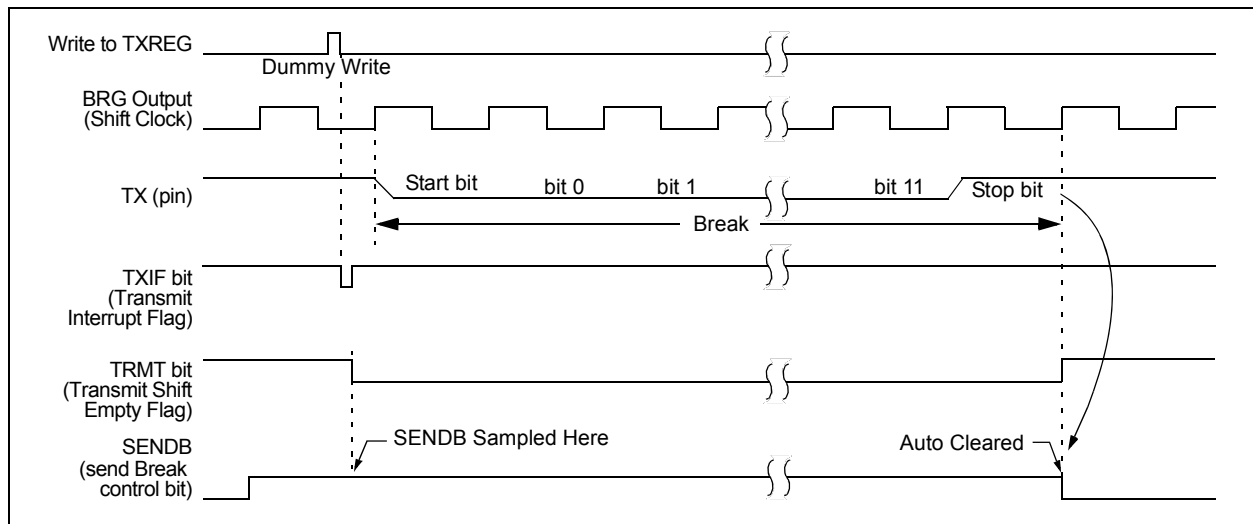 Write to TXREG
Dummy Write
BRG Output
(Shift Clock)
TX (pin)
Start bit
bit 0
bit 1
bit 11
Stop bit
Break
TXIF bit
(Transmit
Interrupt Flag)
TRMT bit
(Transmit Shift
Empty Flag)
SENDB Sampled Here
Auto Cleared
SENDB
(send Break
control bit)